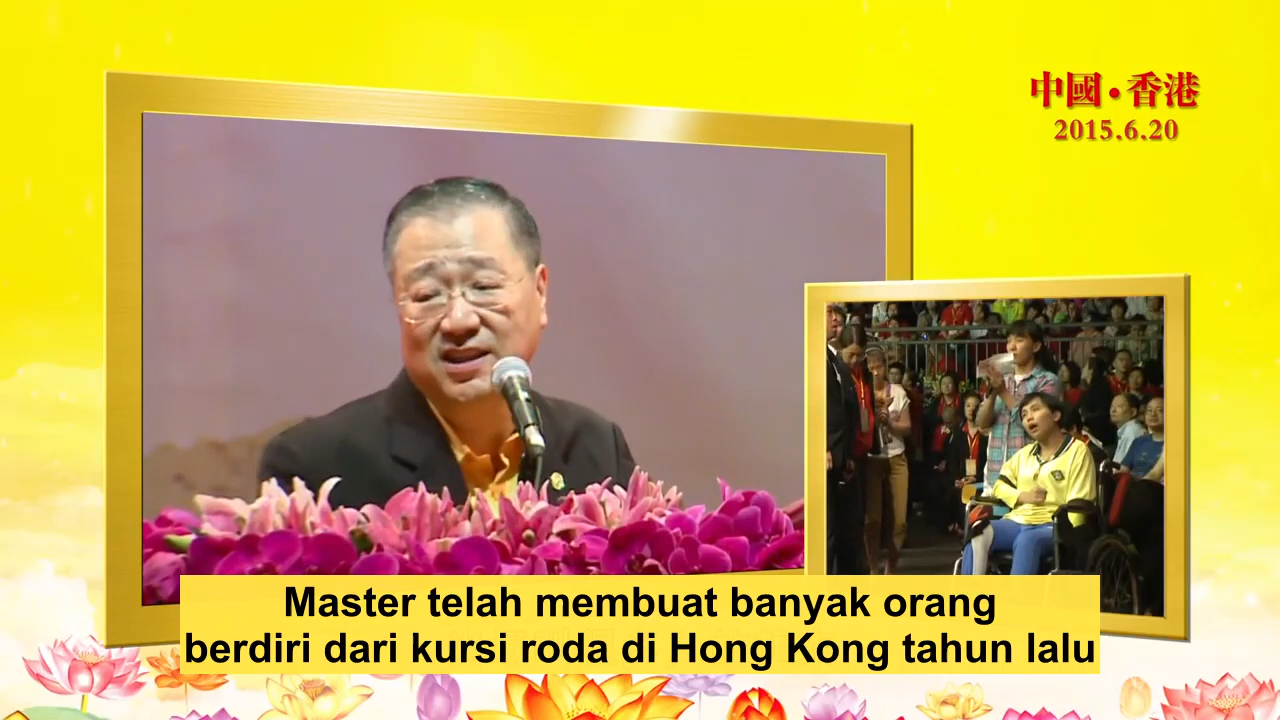 中國•香港
2015.6.20
Master telah membuat banyak orang
berdiri dari kursi roda di Hong Kong tahun lalu